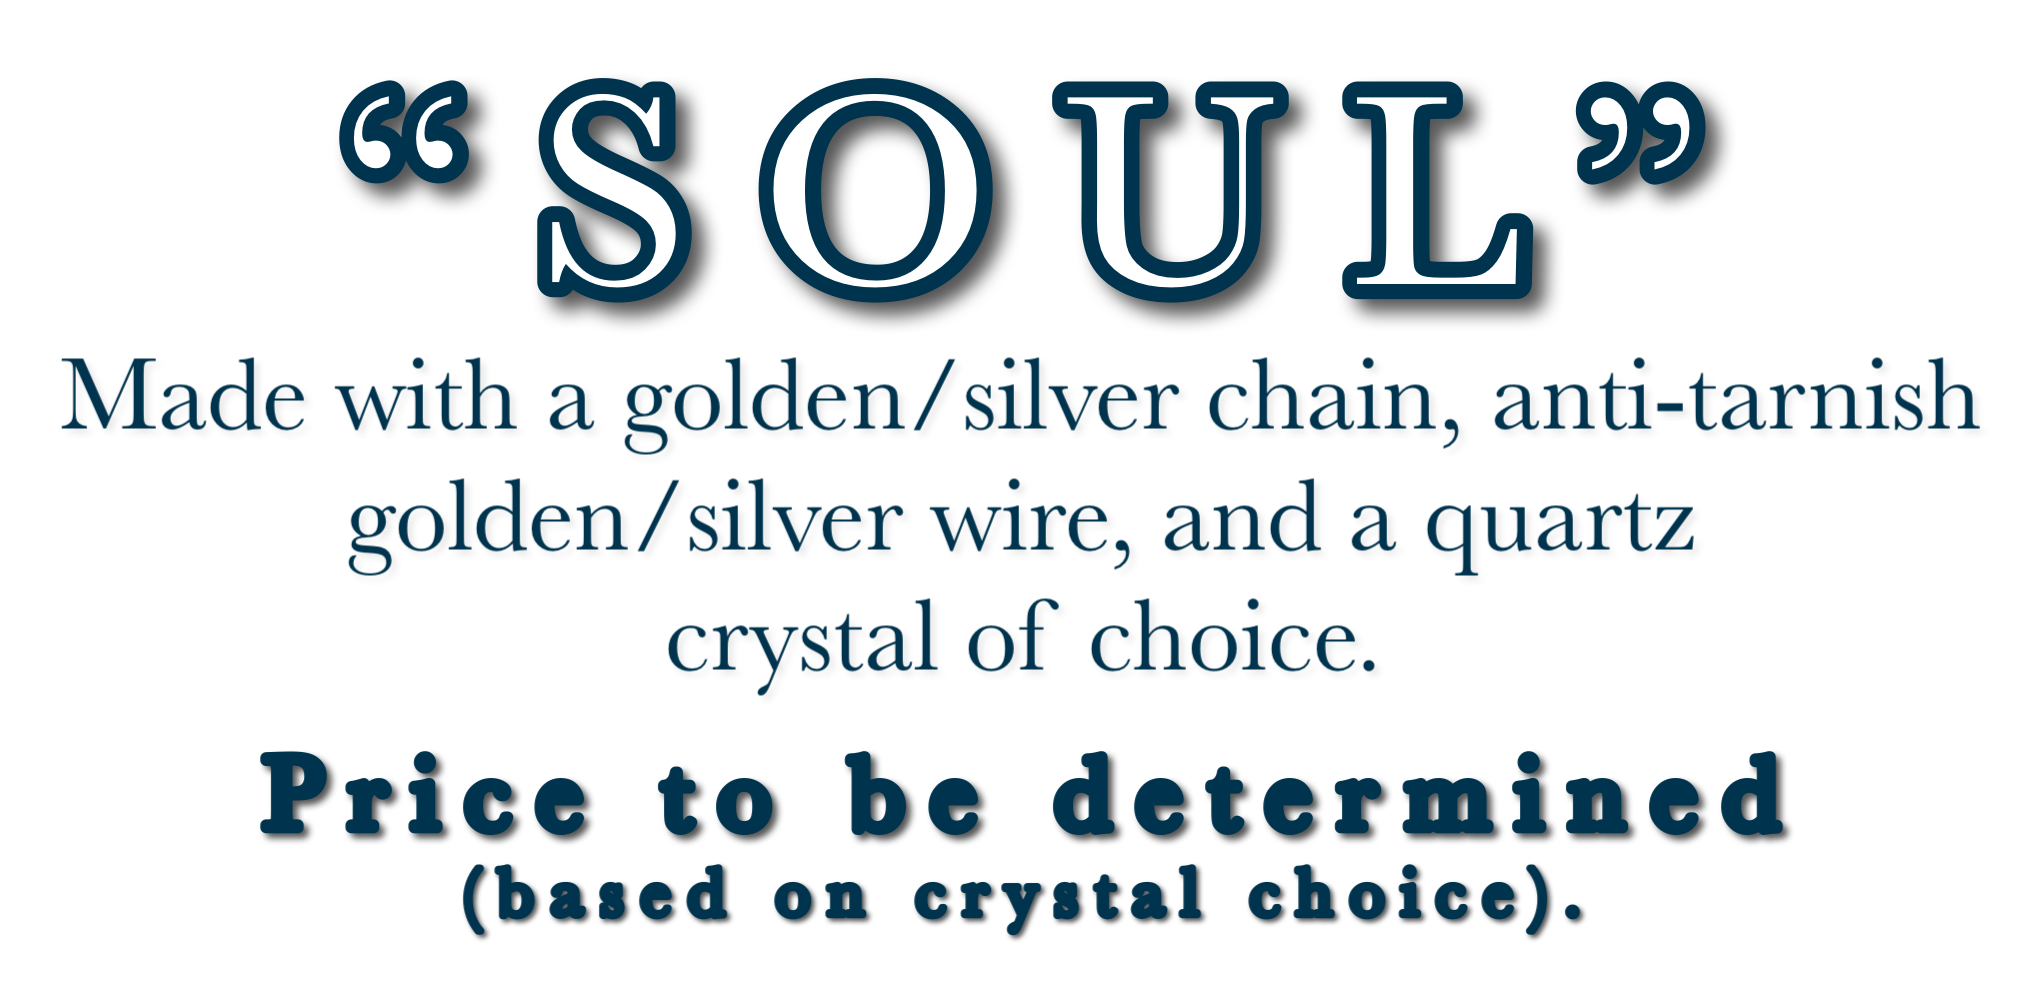 “SOUL”
Made with a golden/silver chain, anti-tarnish
golden/silver wire, and a quartz
crystal of choice.
Price to be determined
(based on crystal choice).